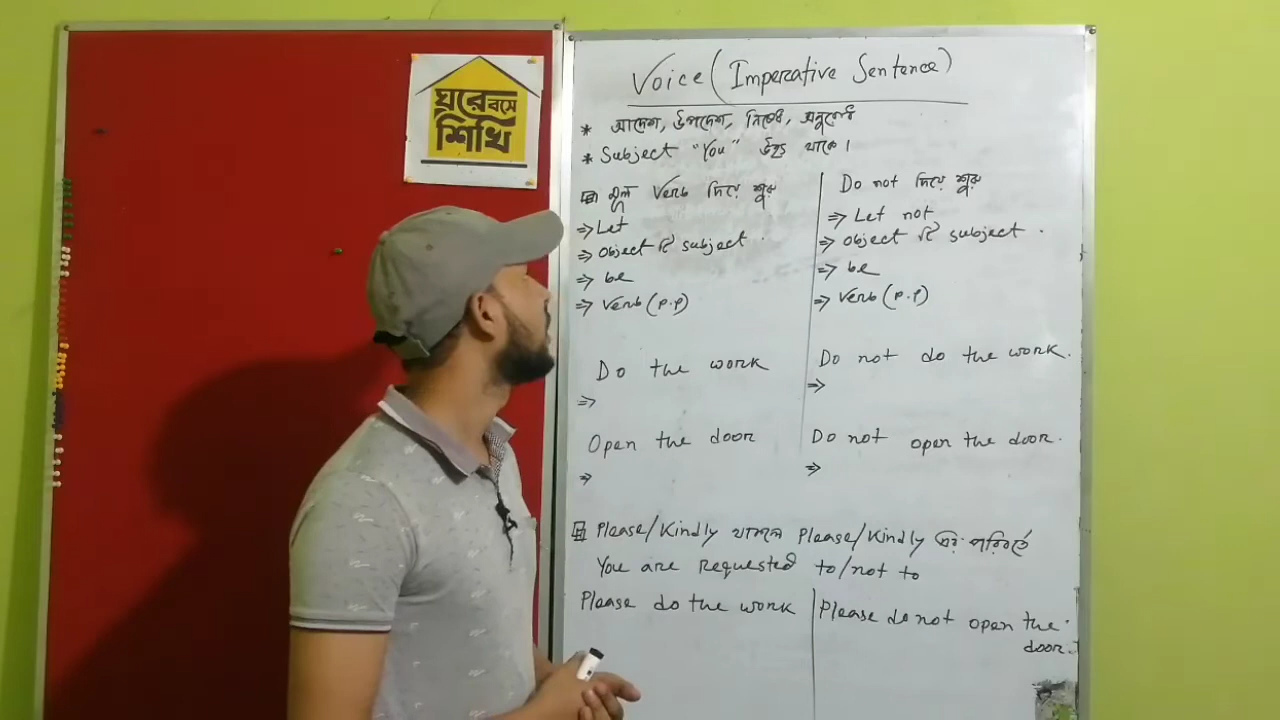 ঘরে বসে
শিখি
Voice (Imperative Sentence)
* আদেশ, উপদেশ, নিষেধ, অনুরোধ
* Subject "You" উহ্য থাকে।
মূল Verb দিয়ে শুরু
⇒ Let
⇒ Object টি subject.
⇒ be
⇒ Verb (P.P)
Do not দিয়ে শুরু
⇒ Let not
⇒ Object টি subject.
⇒ be
⇒ Verb (P.P)
Do the work
⇒
Open the door
⇒
Do not do the work.
⇒
Do not open the door.
⇒
Please/Kindly থাকলে Please/Kindly এর পরিবর্তে
You are requested to/not to
Please do the work
Please do not open the
door.